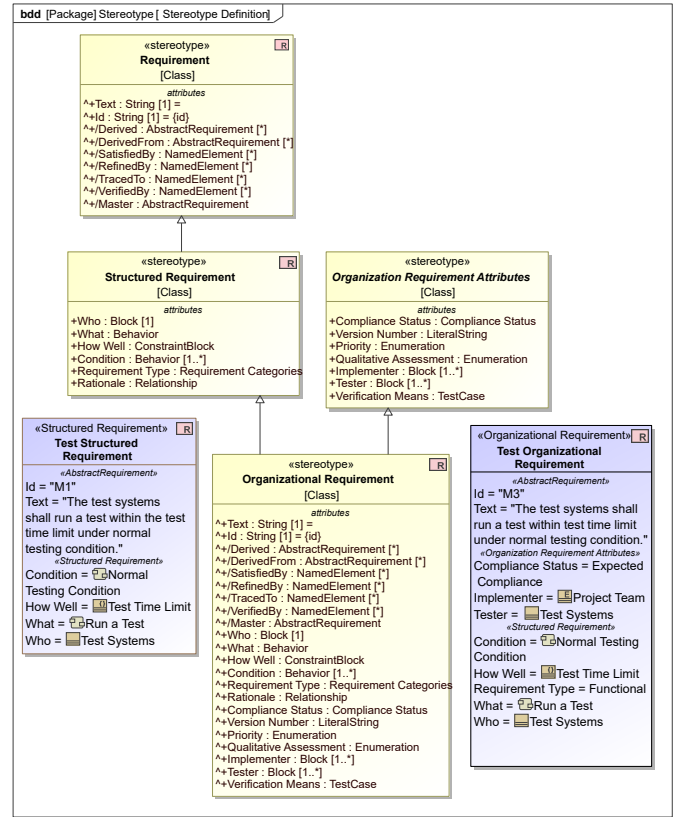 bdd [Package] Stereotype [ Stereotype Definition]
«stereotype»
R
Requirement
[Class]
attributes
^+Text : String [1] =
^+Id : String [1] = {id}
^+/Derived : AbstractRequirement [*]
^+/DerivedFrom : AbstractRequirement [*]
^+/SatisfiedBy : NamedElement [*]
^+/RefinedBy : NamedElement [*]
^+/TracedTo : NamedElement [*]
^+/VerifiedBy : NamedElement [*]
^+/Master : AbstractRequirement
«stereotype»
R
Structured Requirement
[Class]
attributes
+Who : Block [1]
+What : Behavior
+How Well : ConstraintBlock
+Condition : Behavior [1..*]
+Requirement Type : Requirement Categories
+Rationale : Relationship
«stereotype»
Organization Requirement Attributes
[Class]
attributes
+Compliance Status : Compliance Status
+Version Number : LiteralString
+Priority : Enumeration
+Qualitative Assessment : Enumeration
+Implementer : Block [1..*]
+Tester : Block [1..*]
+Verification Means : TestCase
«Structured Requirement»
R
Test Structured
Requirement
«AbstractRequirement»
Id = "M1"
Text = "The test systems
shall run a test within the test
time limit under normal
testing condition."
«Structured Requirement»
Condition = Normal
Testing Condition
How Well = Test Time Limit
What = Run a Test
Who = Test Systems
«stereotype»
R
Organizational Requirement
[Class]
attributes
^+Text : String [1] =
^+Id : String [1] = {id}
^+/Derived : AbstractRequirement [*]
^+/DerivedFrom : AbstractRequirement [*]
^+/SatisfiedBy : NamedElement [*]
^+/RefinedBy : NamedElement [*]
^+/TracedTo : NamedElement [*]
^+/VerifiedBy : NamedElement [*]
^+/Master : AbstractRequirement
^+Who : Block [1]
^+What : Behavior
^+How Well : ConstraintBlock
^+Condition : Behavior [1..*]
^+Requirement Type : Requirement Categories
^+Rationale : Relationship
^+Compliance Status : Compliance Status
^+Version Number : LiteralString
^+Priority : Enumeration
^+Qualitative Assessment : Enumeration
^+Implementer : Block [1..*]
^+Tester : Block [1..*]
^+Verification Means : TestCase
«Organizational Requirement»
R
Test Organizational
Requirement
«AbstractRequirement»
Id = "M3"
Text = "The test systems shall
run a test within test time limit
under normal testing condition."
«Organization Requirement Attributes»
Compliance Status = Expected
Compliance
Implementer = E Project Team
Tester = Test Systems
«Structured Requirement»
Condition = Normal Testing
Condition
How Well = Test Time Limit
Requirement Type = Functional
What = Run a Test
Who = Test Systems